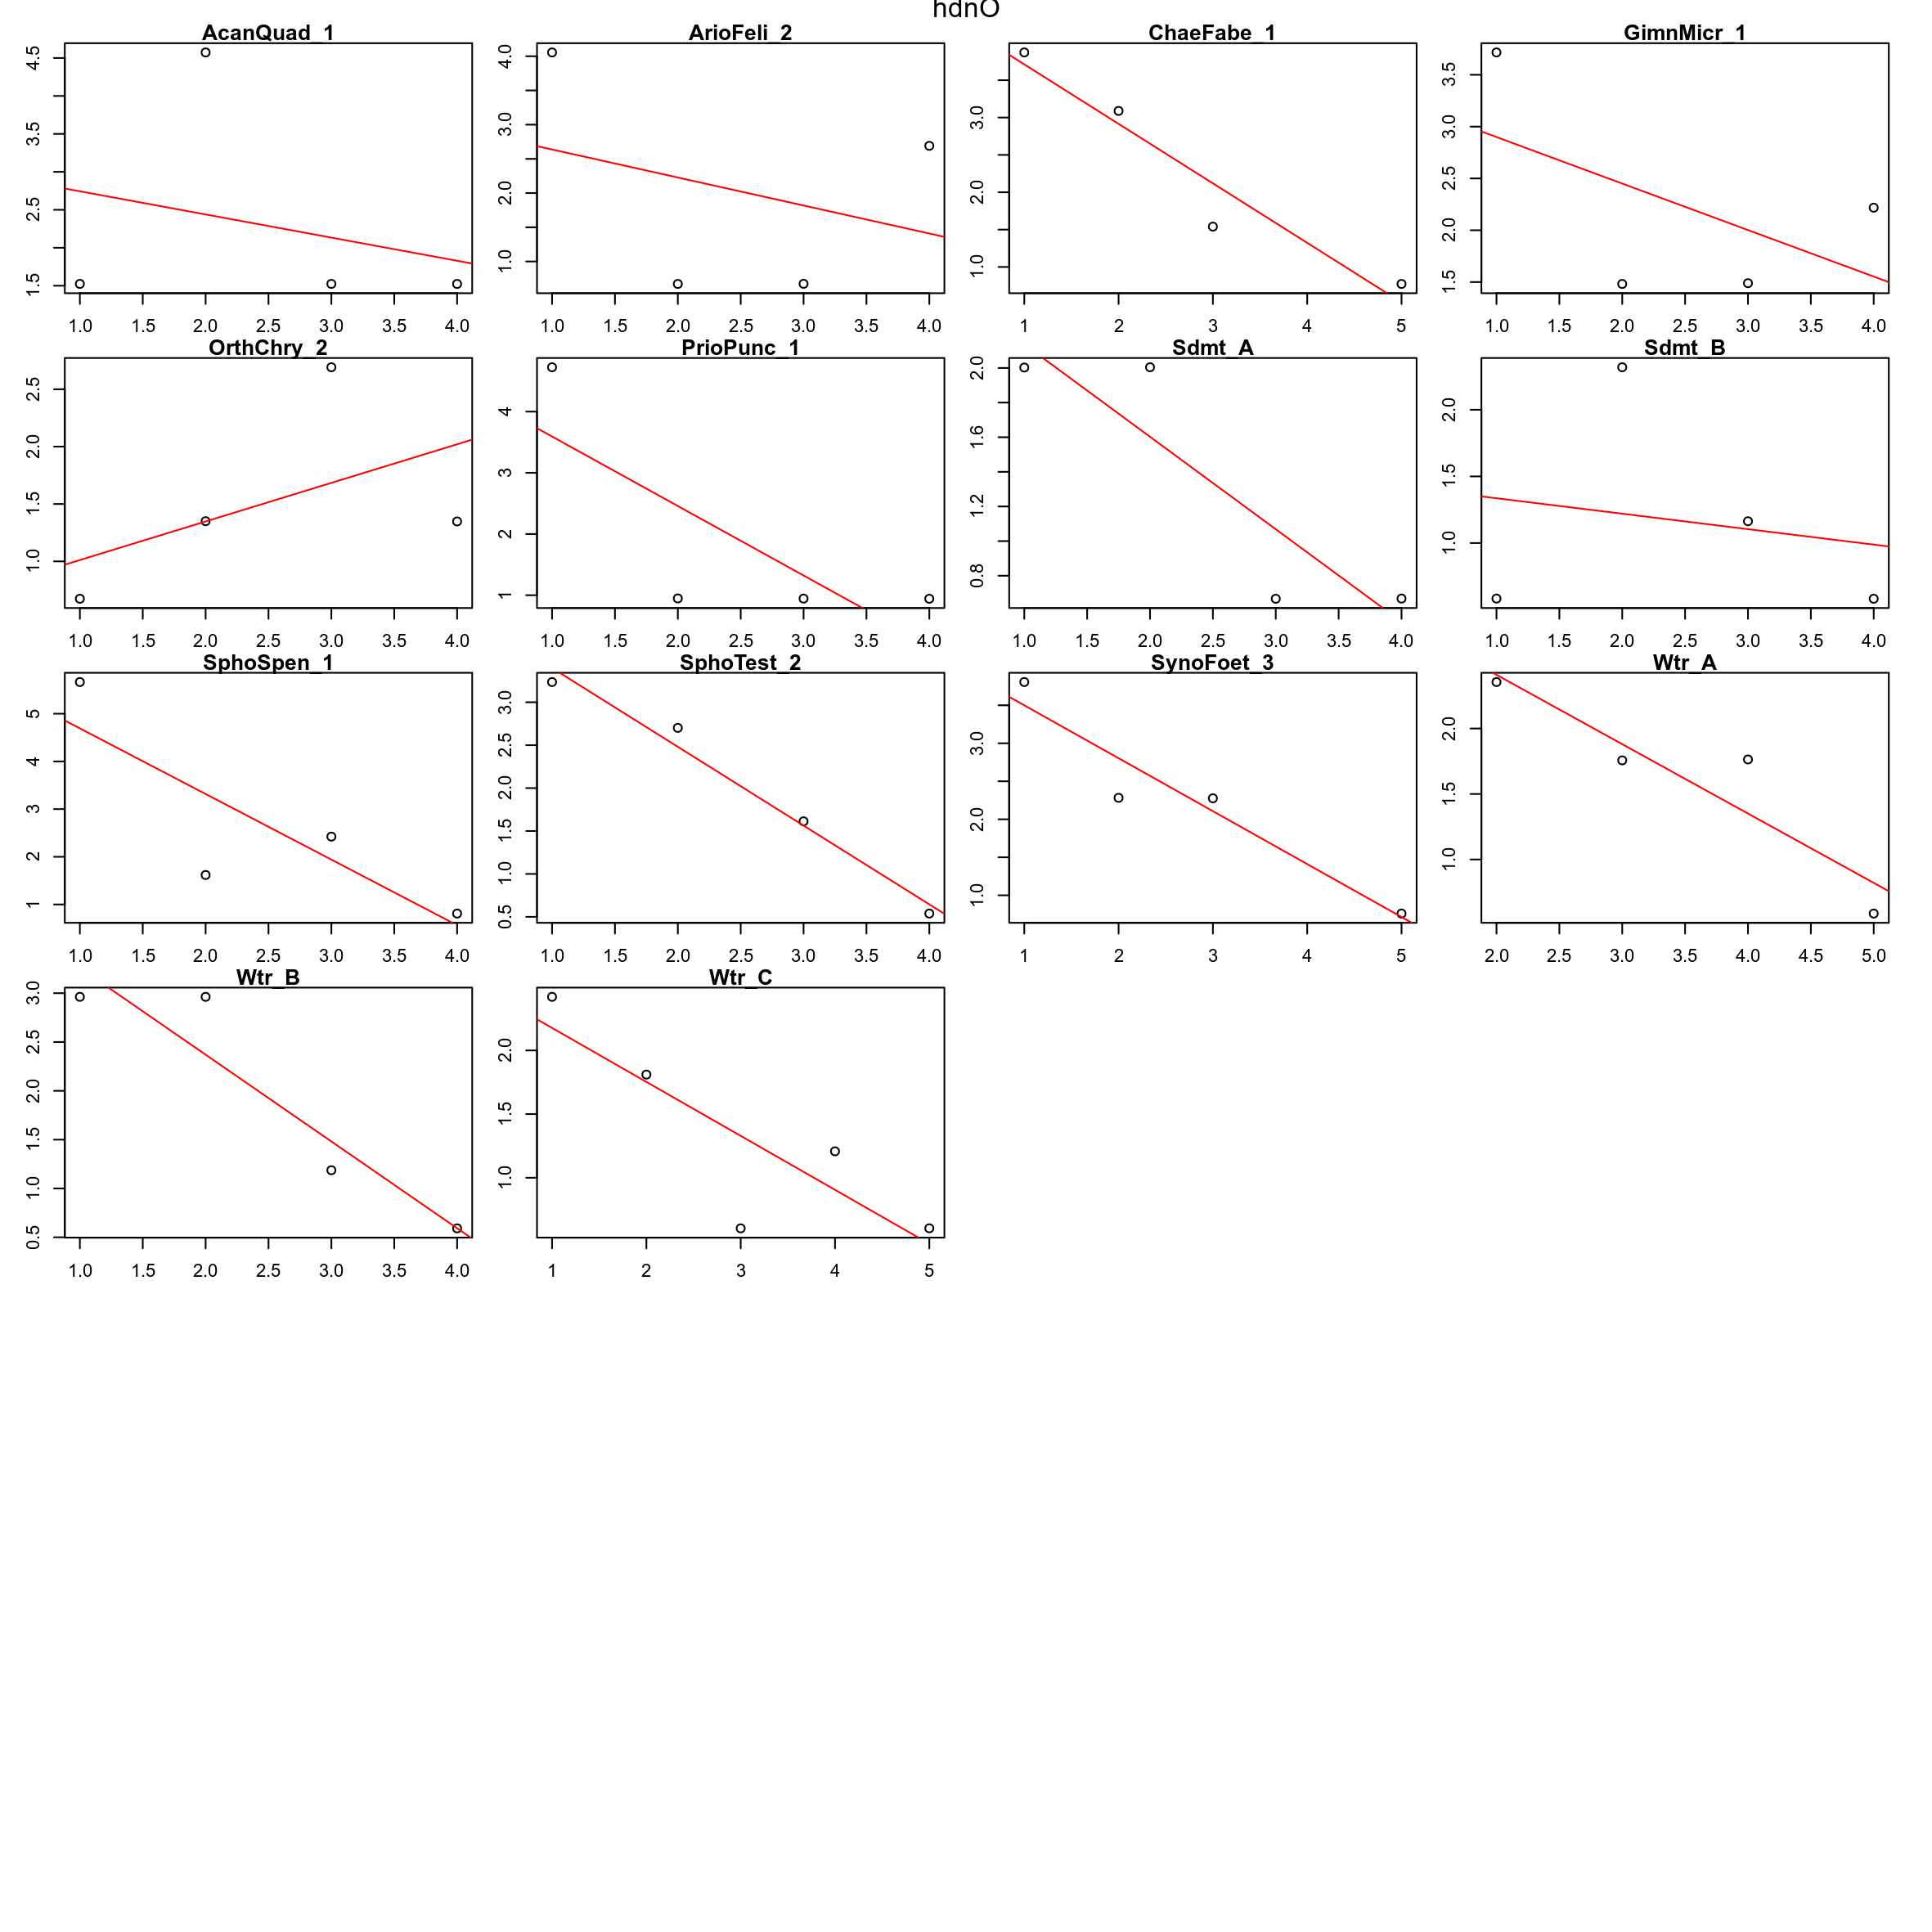 hdnO
AcanQuad_1 ArioFeli_2 ChaeFabe_1 GimnMicr_1
1.5 2.5 3.5 4.5
1.0 1.5 2.0 2.5 3.0 3.5 4.0
1.0 2.0 3.0 4.0
1.0 1.5 2.0 2.5 3.0 3.5 4.0
1.0 2.0 3.0
1 2 3 4 5
1.5 2.0 2.5 3.0 3.5
1.0 1.5 2.0 2.5 3.0 3.5 4.0
OrthChry_2 PrioPunc_1 Sdmt_A Sdmt_B
1.0 1.5 2.0 2.5
1.0 1.5 2.0 2.5 3.0 3.5 4.0
1 2 3 4
1.0 1.5 2.0 2.5 3.0 3.5 4.0
0.8 1.2 1.6 2.0
1.0 1.5 2.0 2.5 3.0 3.5 4.0
1.0 1.5 2.0
1.0 1.5 2.0 2.5 3.0 3.5 4.0
SphoSpen_1 SphoTest_2 SynoFoet_3 Wtr_A
1 2 3 4 5
1.0 1.5 2.0 2.5 3.0 3.5 4.0
0.5 1.0 1.5 2.0 2.5 3.0
1.0 1.5 2.0 2.5 3.0 3.5 4.0
1.0 2.0 3.0
1 2 3 4 5
1.0 1.5 2.0
2.0 2.5 3.0 3.5 4.0 4.5 5.0
Wtr_B Wtr_C
0.5 1.0 1.5 2.0 2.5 3.0
1.0 1.5 2.0 2.5 3.0 3.5 4.0
1.0 1.5 2.0
1 2 3 4 5